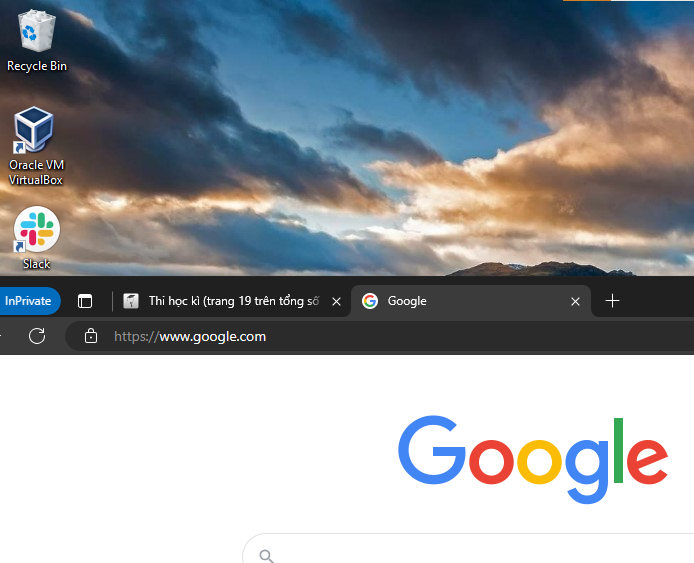 Recycle Bin
Oracle VM
VirtualBox
Slack
InPrivate
Thi học kì (trang 19 trên tổng số
Google
https://www.google.com
Google